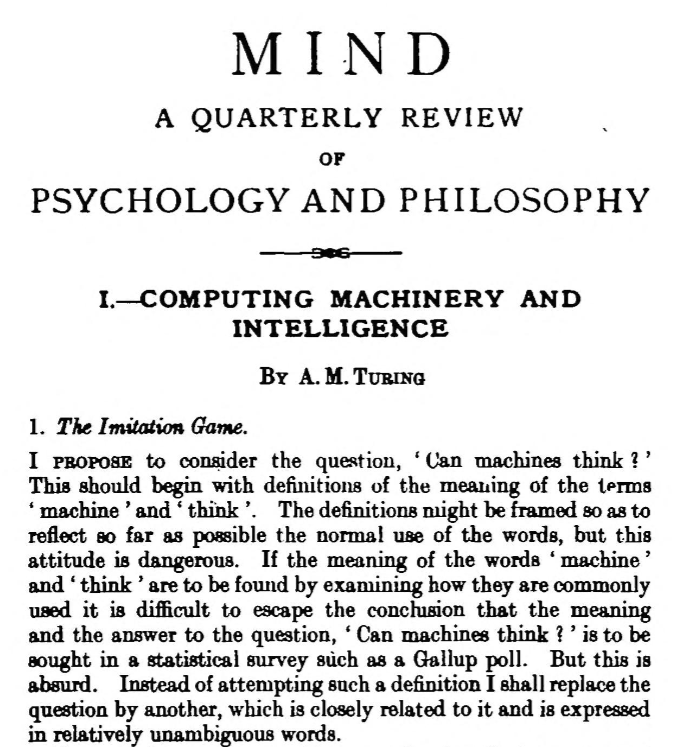 MIND
A QUARTERLY REVIEW
OF
PSYCHOLOGY AND PHILOSOPHY
I.—COMPUTING MACHINERY AND
INTELLIGENCE
BY A. M. TURING
1. The Imitation Game.
I PROPOSE to consider the question, ‘ Can machines think ? ’
This should begin with definitions of the meaning of the terms
‘ machine ’ and ‘ think ’. The definitions might be framed so as to
reflect so far as possible the normal use of the words, but this
attitude is dangerous. If the meaning of the words ‘ machine ’
and ‘ think ’ are to be found by examining how they are commonly
used it is difficult to escape the conclusion that the meaning
and the answer to the question, ‘ Can machines think ? ’ is to be
sought in a statistical survey such as a Gallup poll. But this is
absurd. Instead of attempting such a definition I shall replace the
question by another, which is closely related to it and is expressed
in relatively unambiguous words.